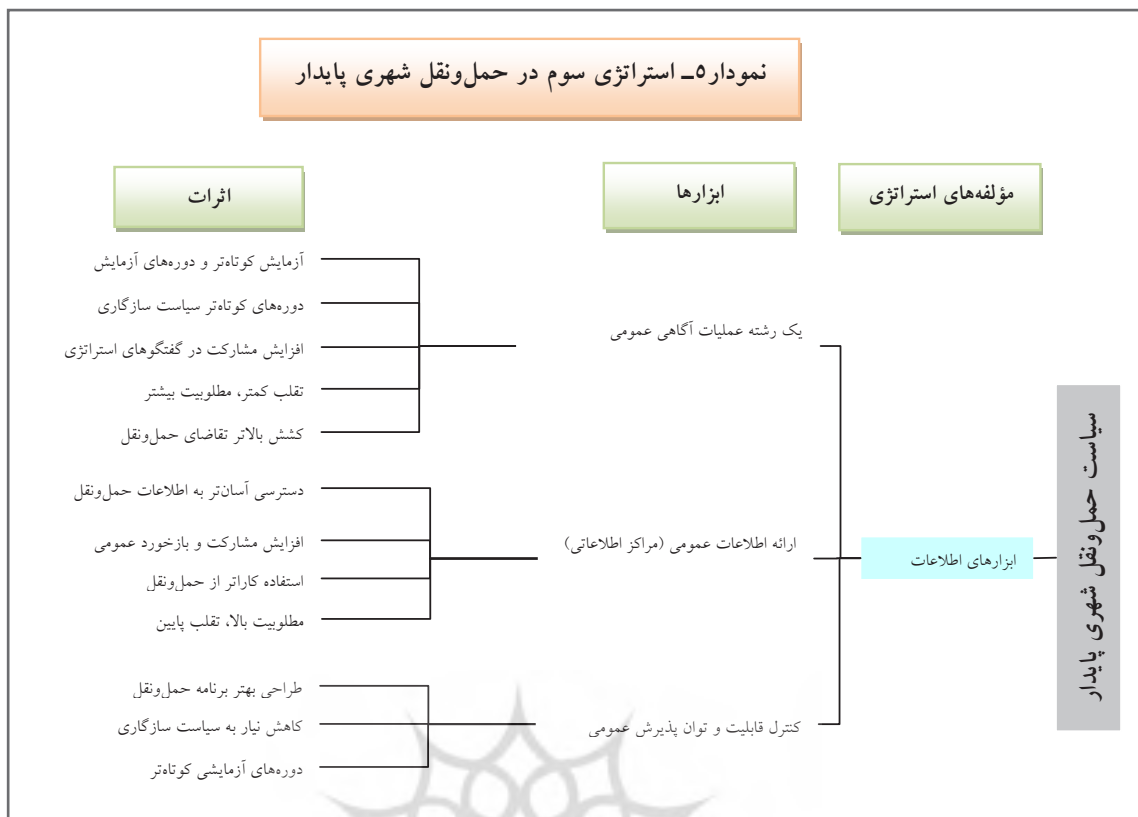 نمودار۵ـ استراتژی سوم در حمل‌ونقل شهری پایدار
مؤلفه‌های استراتژی
ابزارها
اثرات
سیاست حمل‌ونقل شهری پایدار
ابزارهای اطلاعات
یک رشته عملیات آگاهی عمومی
آزمایش کوتاه‌تر و دوره‌های آزمایش
دوره‌های کوتاه‌تر سیاست سازگاری
افزایش مشارکت در گفتگوهای استراتژی
تقلب کمتر، مطلوبیت بیشتر
کشش بالاتر تقاضای حمل‌ونقل
ارائه اطلاعات عمومی (مراکز اطلاعاتی)
دسترسی آسان‌تر به اطلاعات حمل‌ونقل
افزایش مشارکت و بازخورد عمومی
استفاده کاراتر از حمل‌ونقل
مطلوبیت بالا، تقلب پایین
کنترل قابلیت و توان پذیرش عمومی
طراحی بهتر برنامه حمل‌ونقل
کاهش نیار به سیاست سازگاری
دوره‌های آزمایشی کوتاه‌تر